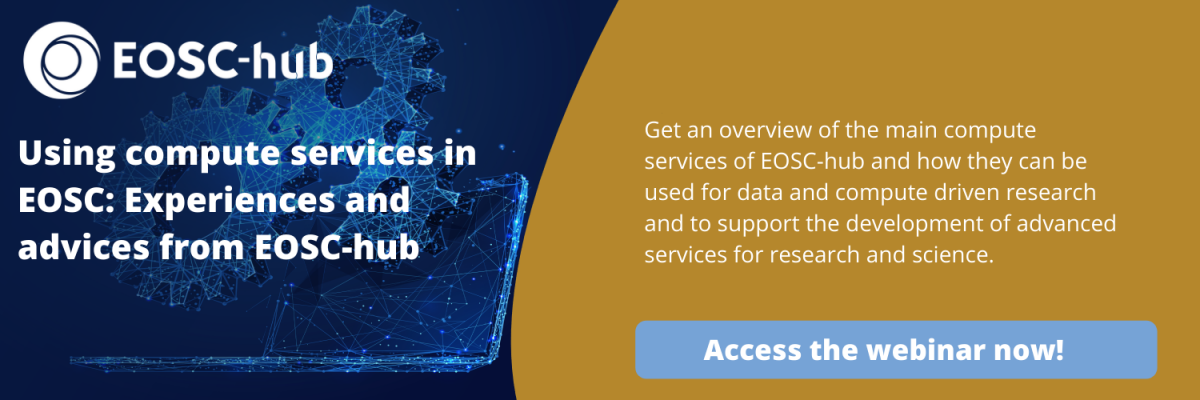 EOSC-hub
Using compute services in
EOSC: Experiences and
advices from EOSC-hub
Get an overview of the main compute
services of EOSC-hub and how they can be
used for data and compute driven research
and to support the development of advanced
services for research and science.
Access the webinar now!